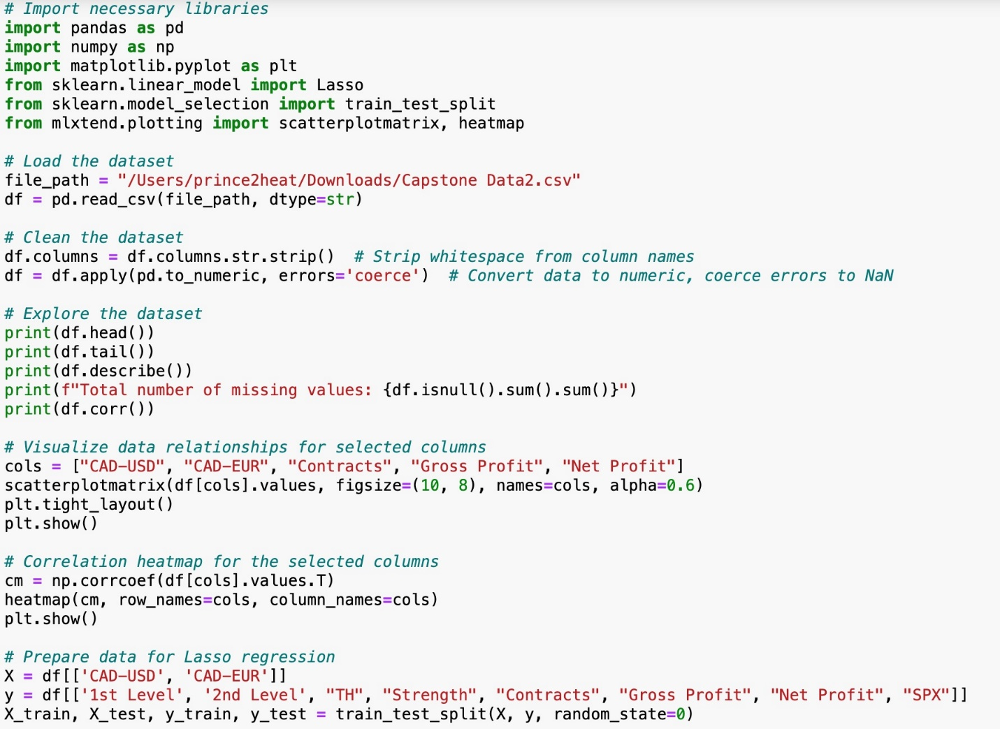 # Import necessary libraries
import pandas as pd
import numpy as np
import matplotlib.pyplot as plt
from sklearn.linear_model import Lasso
from sklearn.model_selection import train_test_split
from mlxtend.plotting import scatterplotmatrix, heatmap
# Load the dataset
file_path = "/Users/prince2heat/Downloads/Capstone Data2.csv"
df = pd.read_csv(file_path, dtype=str)
# Clean the dataset
df.columns = df.columns.str.strip()  # Strip whitespace from column names
df = df.apply(pd.to_numeric, errors='coerce')  # Convert data to numeric, coerce errors to NaN
# Explore the dataset
print(df.head())
print(df.tail())
print(df.describe())
print(f"Total number of missing values: {df.isnull().sum().sum()}")
print(df.corr())
# Visualize data relationships for selected columns
cols = ["CAD-USD", "CAD-EUR", "Contracts", "Gross Profit", "Net Profit"]
scatterplotmatrix(df[cols].values, figsize=(10, 8), names=cols, alpha=0.6)
plt.tight_layout()
plt.show()
# Correlation heatmap for the selected columns
cm = np.corrcoef(df[cols].values.T)
heatmap(cm, row_names=cols, column_names=cols)
plt.show()
# Prepare data for Lasso regression
X = df[['CAD-USD', 'CAD-EUR']]
y = df[['1st Level', '2nd Level', "TH", "Strength", "Contracts", "Gross Profit", "Net Profit", "SPX"]]
X_train, X_test, y_train, y_test = train_test_split(X, y, random_state=0)